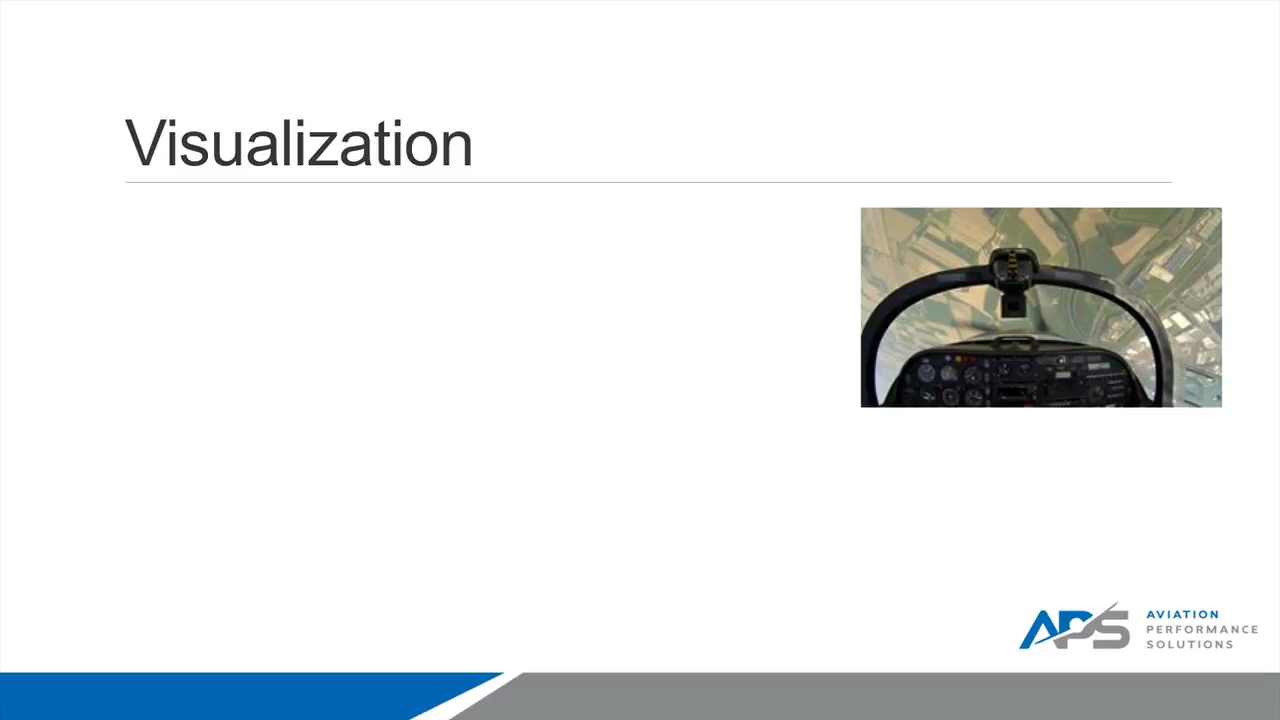 Visualization
APS
AVIATION
PERFORMANCE
SOLUTIONS